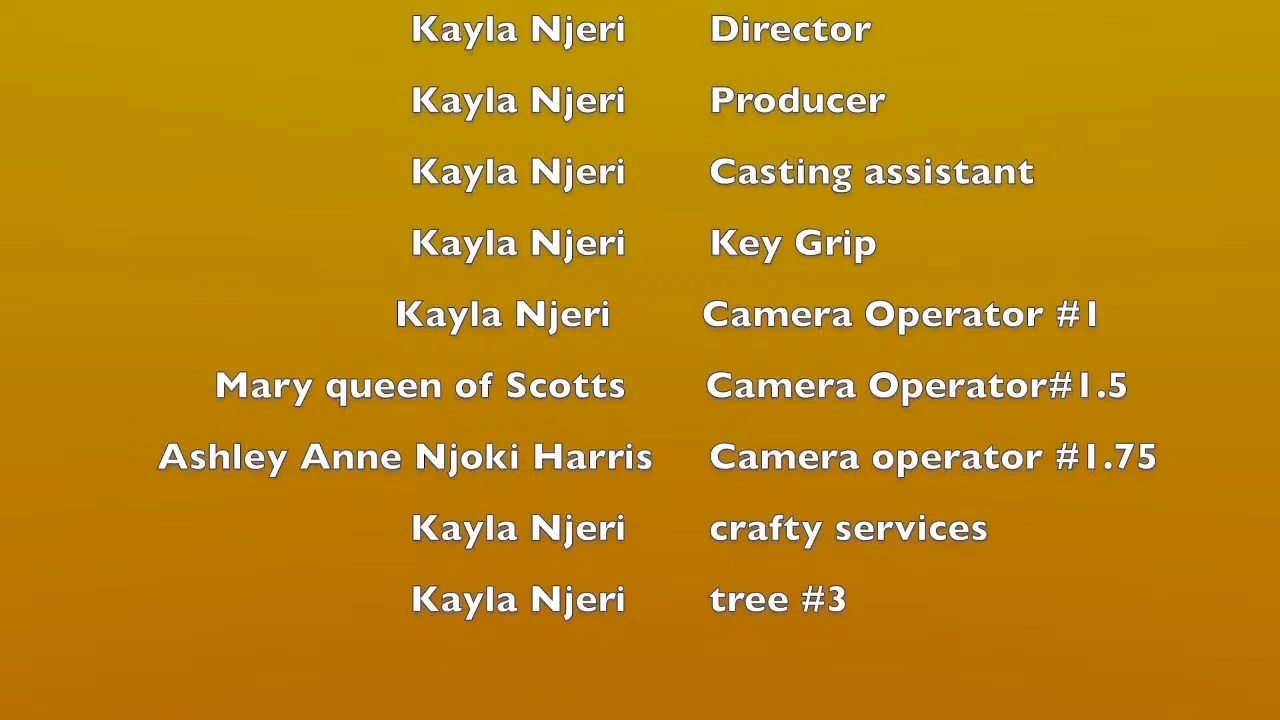 Kayla Njeri Director
Kayla Njeri Producer
Kayla Njeri Casting assistant
Kayla Njeri Key Grip
Kayla Njeri Camera Operator #1
Mary queen of Scotts Camera Operator#1.5
Ashley Anne Njoki Harris Camera operator #1.75
Kayla Njeri crafty services
Kayla Njeri tree #3